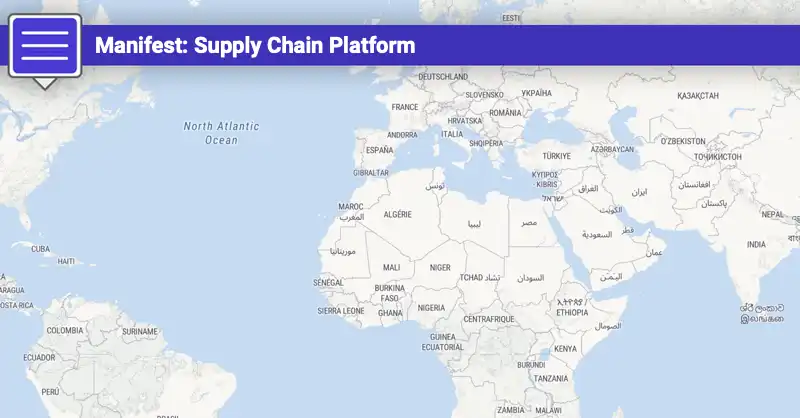 Manifest: Supply Chain Platform
EESTI
DEUTSCHLAND
SLOVENSKO
УКРАЇНА
ҚАЗАҚСТАН
FRANCE
ROMÂNIA
HRVATSKA
ANDORRA
ITALIA
SHQIPËRIA
ESPAÑA
GIBRALTAR
TÜRKIYE
AZƏRBAYCAN
O'ZBEKISTON
ТОҶИКИСТОН
North Atlantic
Ocean
ΚΥΠΡΟΣ
- KIBRIS
ישראל
العراق
ایران
افغانستان
پاکستان
NEPAL
INDIA
تونس
MAROC
المغرب
ALGÉRIE
ليبيا
مصر
الكويت
قطر
السعودية
عمان
CUBA
HAITI
موريتانيا
MALI
NIGER
TCHAD تشاد
السودان
اليمن
SÉNÉGAL
BURKINA
FASO
NIGERIA
SIERRA LEONE
GHANA
CENTRAFRIQUE
ኢትዮጵያ
ETHIOPIA
الصومال
ශ්‍රී ලංකාව
இலங்கை
ARAGUA
OSTA RICA
COLOMBIA
SURINAME
ECUADOR
PERÚ
GUINEA
ECUATORIAL
KENYA
BURUNDI
TANZANIA
ZAMBIA
MALAWI